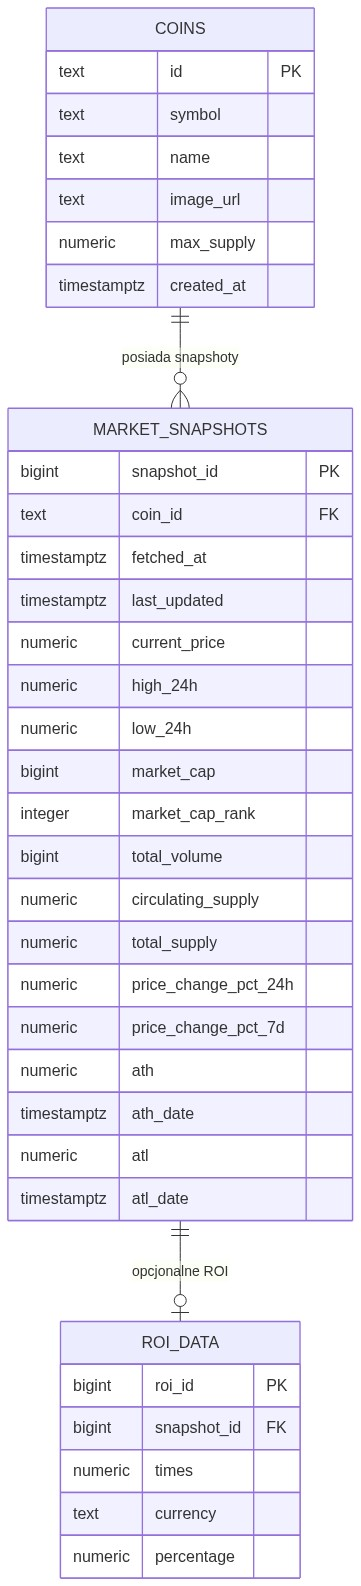 COINS
text id PK
text symbol
text name
text image_url
numeric max_supply
timestamptz created_at
posiada snapshoty
MARKET_SNAPSHOTS
bigint snapshot_id PK
text coin_id FK
timestamptz fetched_at
timestamptz last_updated
numeric current_price
numeric high_24h
numeric low_24h
bigint market_cap
integer market_cap_rank
bigint total_volume
numeric circulating_supply
numeric total_supply
numeric price_change_pct_24h
numeric price_change_pct_7d
numeric ath
timestamptz ath_date
numeric atl
timestamptz atl_date
opcjonalne ROI
ROI_DATA
bigint roi_id PK
bigint snapshot_id FK
numeric times
text currency
numeric percentage